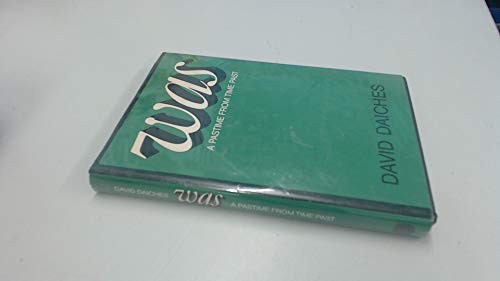 was
A PASTIME FROM TIME PAST
DAVID DAICHES
DAVID DAICHES was A PASTIME FROM TIME PAST